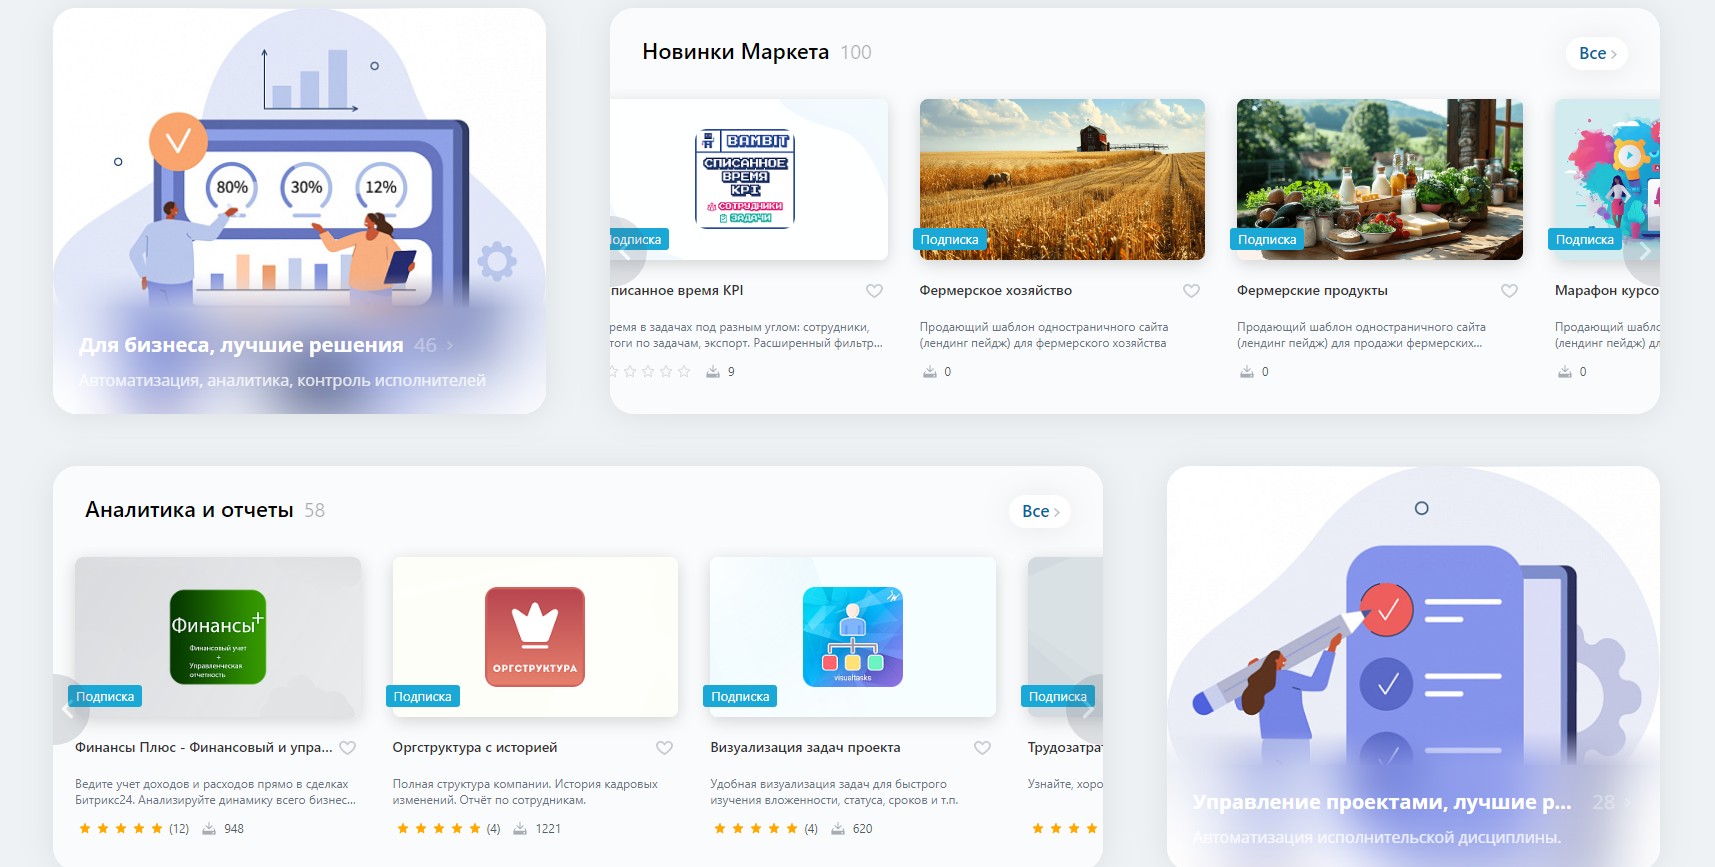 80%
30%
12%
Для бизнеса, лучшие решения 46
Автоматизация, аналитика, контроль исполнителей
Новинки Маркета 100
Все
BAMBIT
СПИСАННОЕ
ВРЕМЯ
KPI
СОТРУДНИКИ
ЗАДАЧИ
одписка
писанное время KPI
ремя в задачах под разным углом: сотрудники,
тоги по задачам, экспорт. Расширенный фильтр...
9
Подписка
Фермерское хозяйство
Продающий шаблон одностраничного сайта
(лендинг пейдж) для фермерского хозяйства
0
Подписка
Фермерские продукты
Продающий шаблон одностраничного сайта
(лендинг пейдж) для продажи фермерских...
0
Подписка
Марафон курсо
Продающий шабло
(лендинг пейдж) дл
0
Аналитика и отчеты 58
Все
Финансы+
Финансовый учет
+
Управленческая
отчетность
Подписка
Финансы Плюс - Финансовый и упра...
Ведите учет доходов и расходов прямо в сделках
Битрикс24. Анализируйте динамику всего бизнес...
(12) 948
ОРГСТРУКТУРА
Подписка
Оргструктура с историей
Полная структура компании. История кадровых
изменений. Отчёт по сотрудникам.
(4) 1221
visualtasks
Подписка
Визуализация задач проекта
Удобная визуализация задач для быстрого
изучения вложенности, статуса, сроков и т.п.
(4) 620
Подписка
Трудозатрат
Узнайте, хоро
Управление проектами, лучшие р... 28
Автоматизация исполнительской дисциплины.